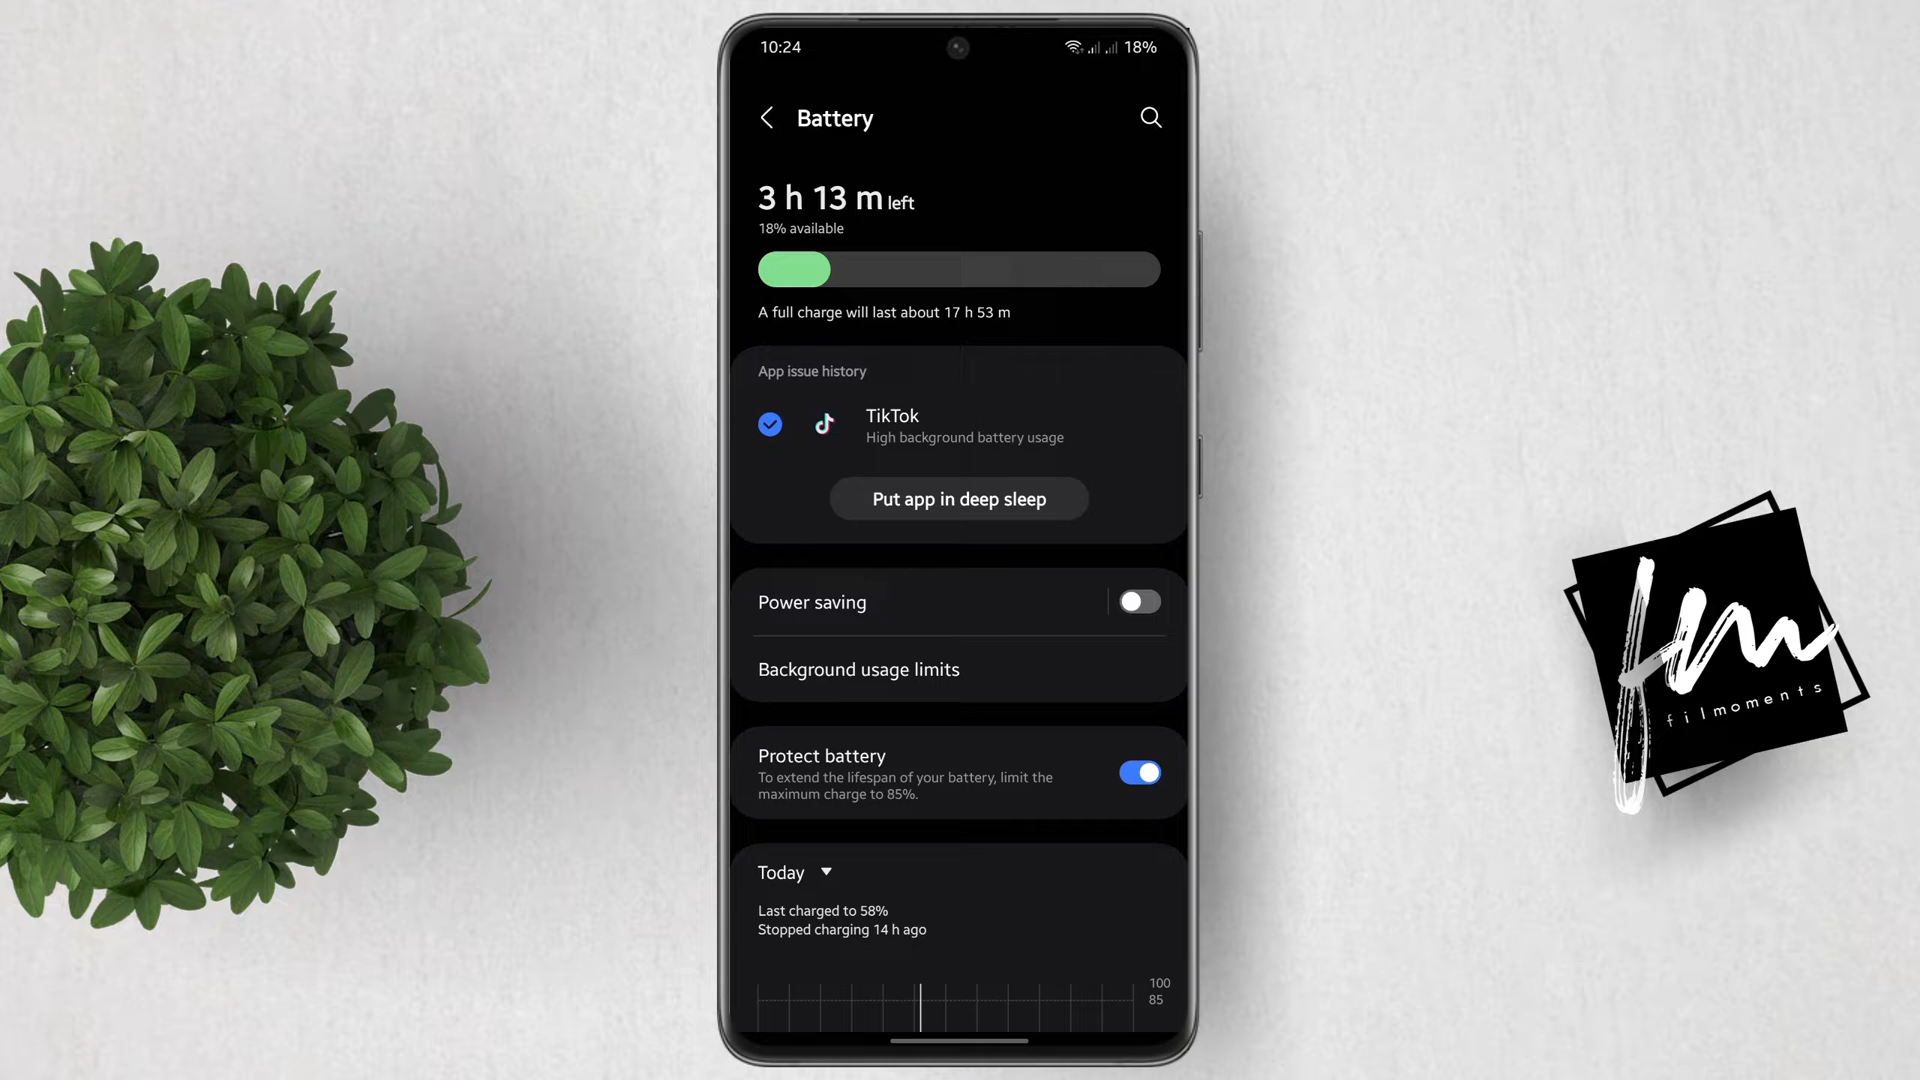 10:24
18%
Battery
3 h 13 m left
18% available
A full charge will last about 17 h 53 m
App issue history
TikTok
High background battery usage
Put app in deep sleep
Power saving
Background usage limits
Protect battery
To extend the lifespan of your battery, limit the
maximum charge to 85%.
Today
Last charged to 58%
Stopped charging 14 h ago
100
85
fm
filmoments